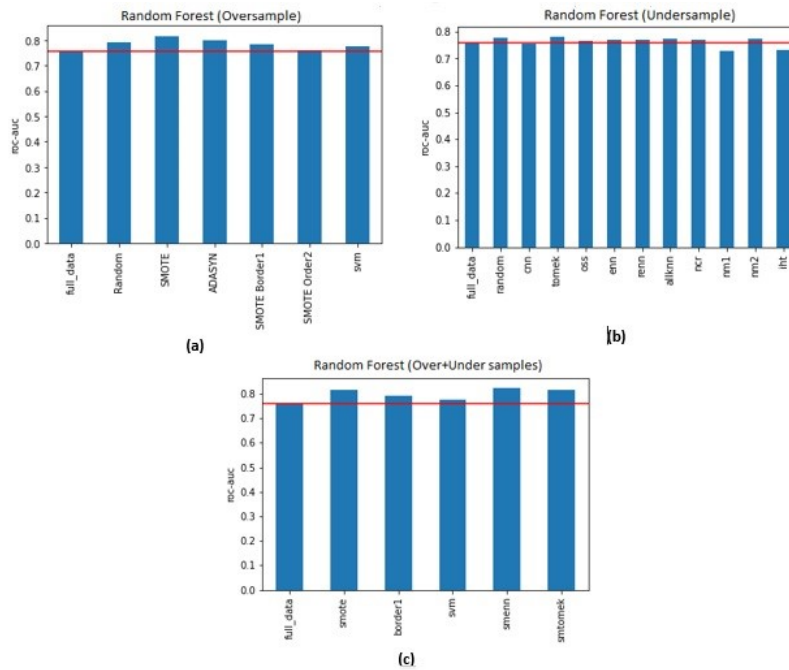 Random Forest (Oversample)
roc-auc
0.8
0.7
0.6
0.5
0.4
0.3
0.2
0.1
0.0
full_data
Random
SMOTE
ADASYN
SMOTE Border1
SMOTE Order2
svm
(a)
Random Forest (Undersample)
roc-auc
0.8
0.7
0.6
0.5
0.4
0.3
0.2
0.1
0.0
full_data
random
cnn
tomek
oss
enn
renn
allknn
ncr
nm1
nm2
iht
(b)
Random Forest (Over+Under samples)
roc-auc
0.8
0.7
0.6
0.5
0.4
0.3
0.2
0.1
0.0
full_data
smote
border1
svm
smenn
smtomek
(c)